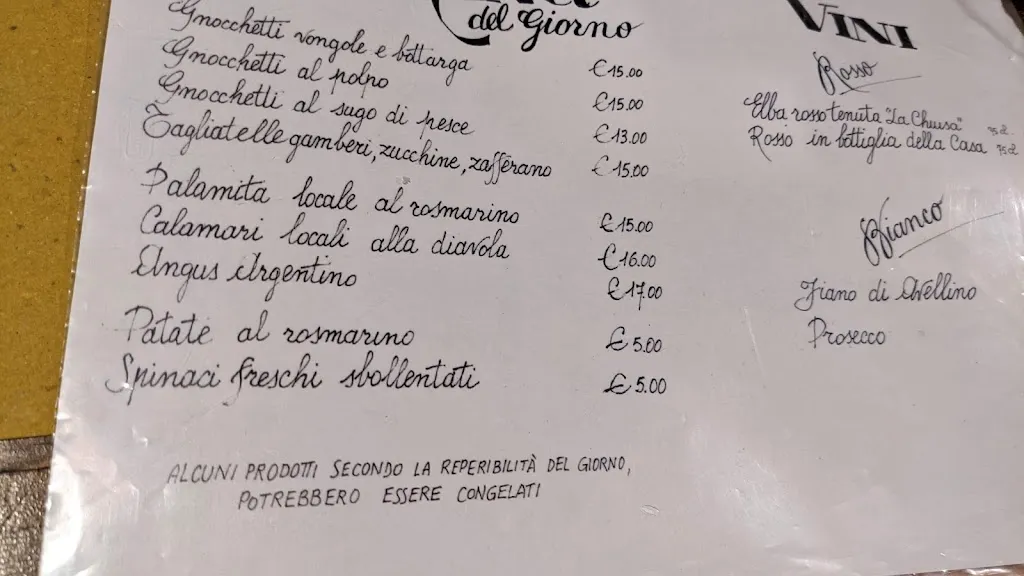 del Giorno
Gnocchetti vongole e bottarga €15.00
Gnocchetti al polpo €15.00
Gnocchetti al sugo di pesce €13.00
Tagliatelle gamberi, zucchine, zafferano €15.00
Palamita locale al rosmarino €15.00
Calamari locali alla diavola €16.00
Angus Argentino €17.00
Patate al rosmarino €5.00
Spinaci freschi sbollentati €5.00
ALCUNI PRODOTTI SECONDO LA REPERIBILITÀ DEL GIORNO,
POTREBBERO ESSERE CONGELATI
VINI
Rosso
Elba rosso tenuta "La Chiusa" 75 cl.
Rosso in bottiglia della Casa 75 cl
Bianco
Fiano di Avellino
Prosecco